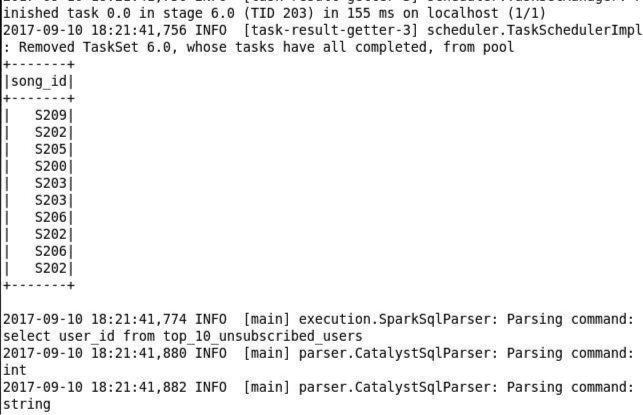 inished task 0.0 in stage 6.0 (TID 203) in 155 ms on localhost (1/1)
2017-09-10 18:21:41,756 INFO  [task-result-getter-3] scheduler.TaskSchedulerImpl
: Removed TaskSet 6.0, whose tasks have all completed, from pool
+-------+
|song_id|
+-------+
|   S209|
|   S202|
|   S205|
|   S200|
|   S203|
|   S203|
|   S206|
|   S202|
|   S206|
|   S202|
+-------+
2017-09-10 18:21:41,774 INFO  [main] execution.SparkSqlParser: Parsing command:
select user_id from top_10_unsubscribed_users
2017-09-10 18:21:41,880 INFO  [main] parser.CatalystSqlParser: Parsing command:
int
2017-09-10 18:21:41,882 INFO  [main] parser.CatalystSqlParser: Parsing command:
string